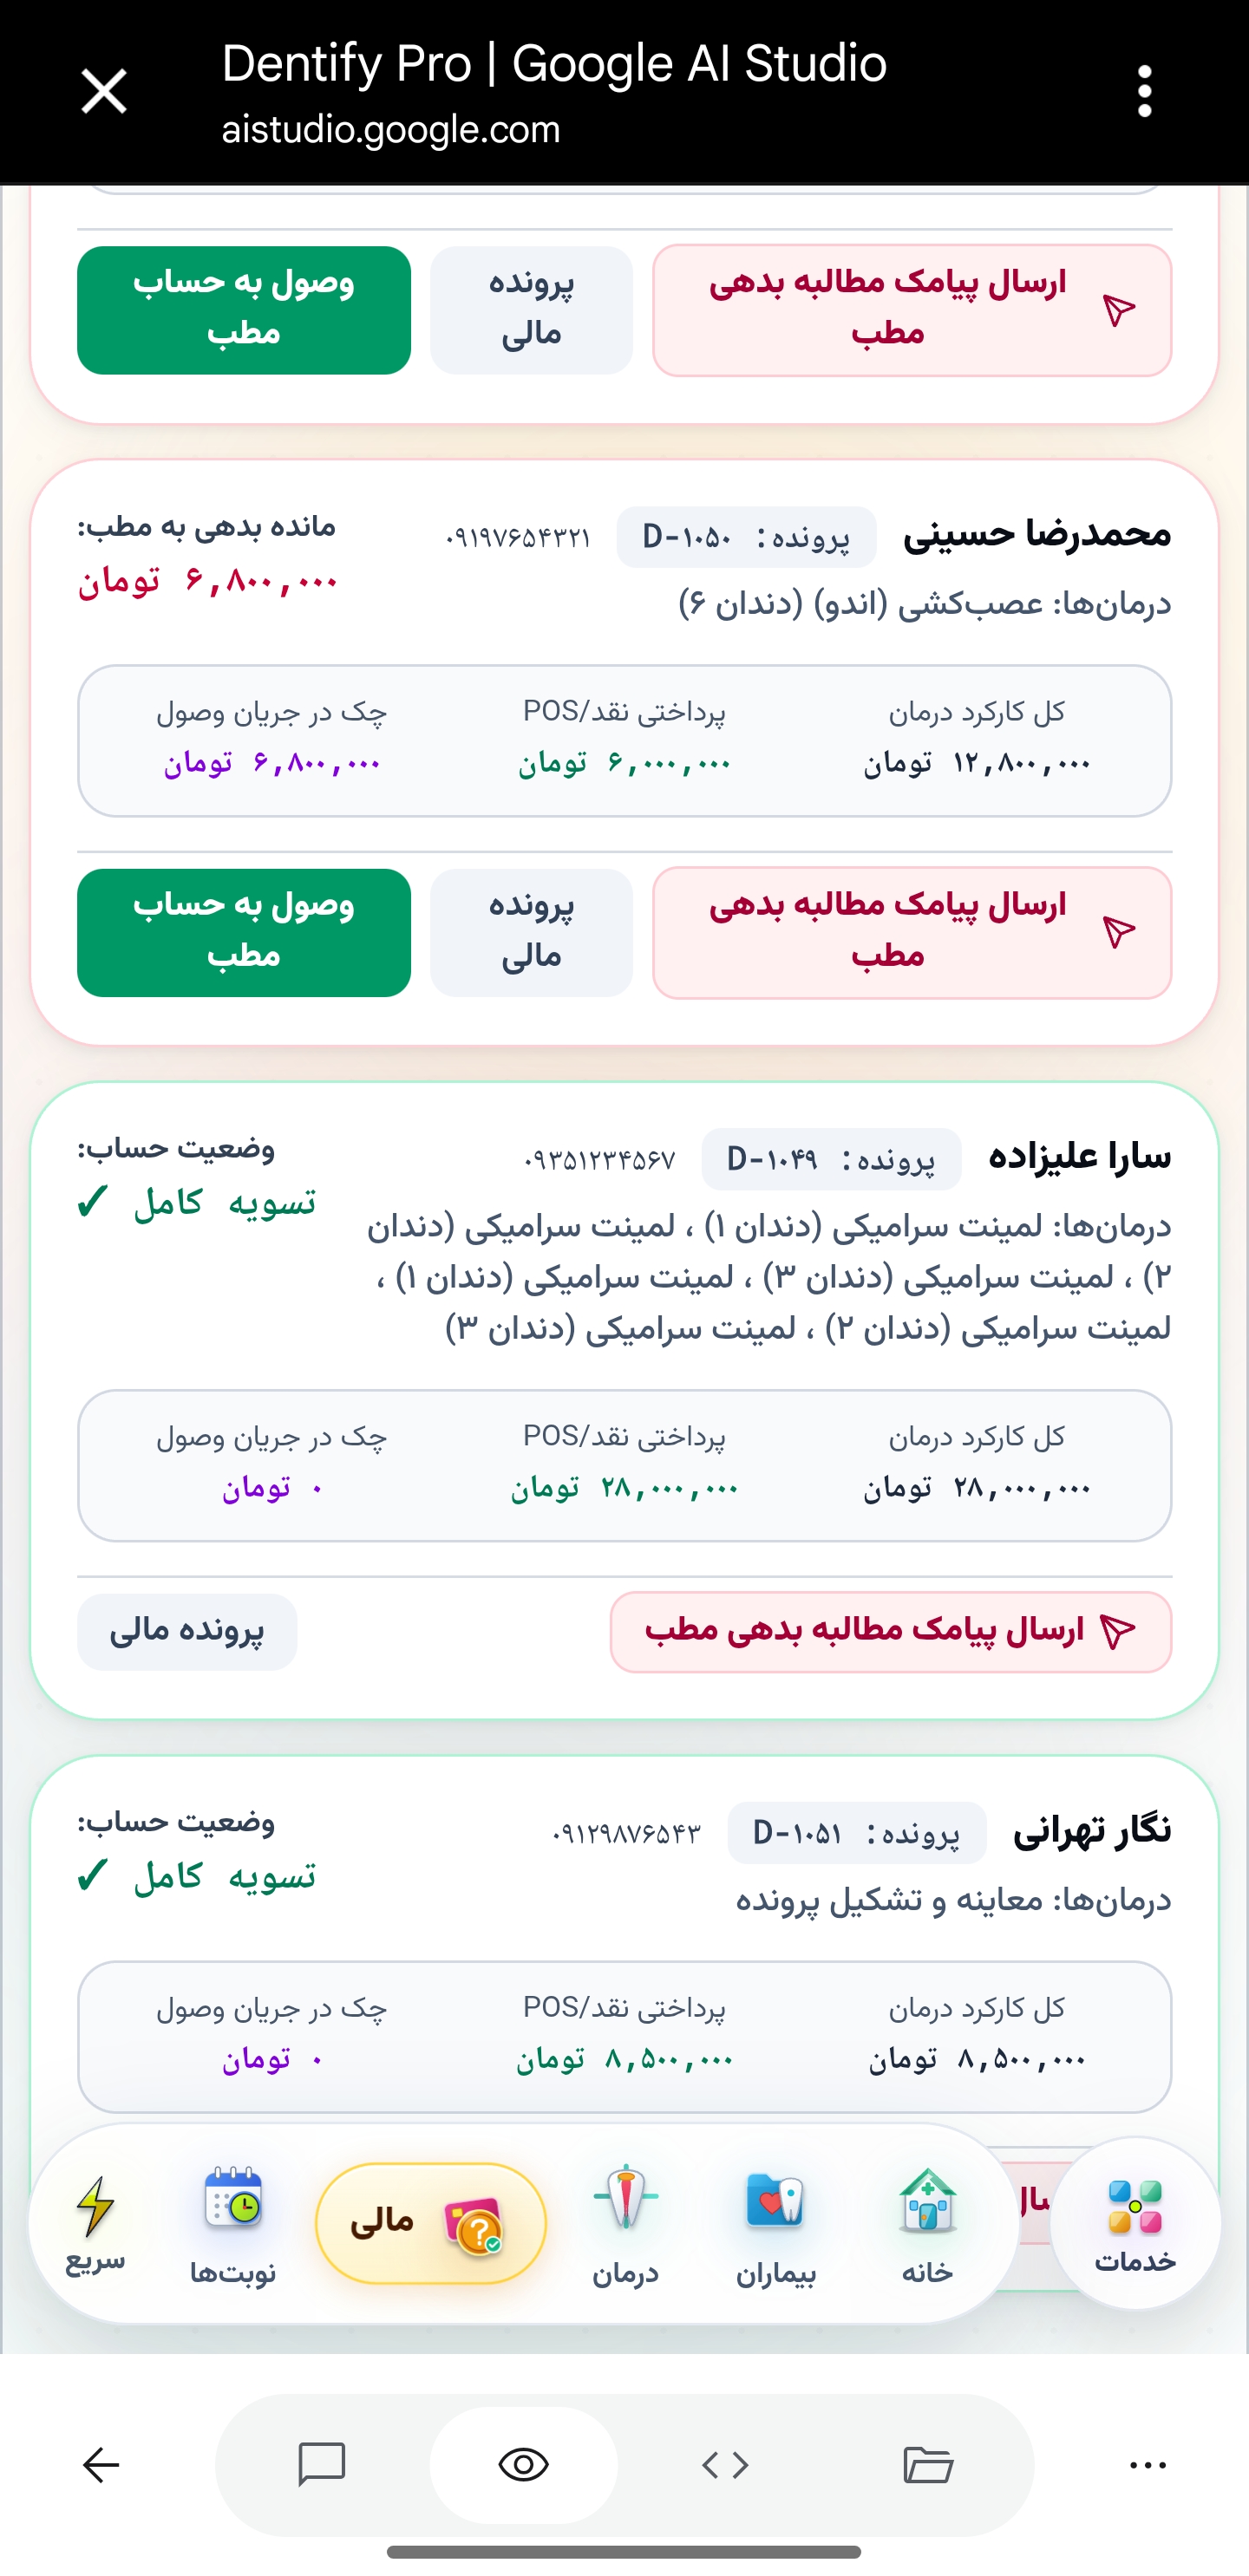 Dentify Pro | Google AI Studio
aistudio.google.com
ارسال پیامک مطالبه بدهی
مطب
پرونده
مالی
وصول به حساب
مطب
محمدرضا حسینی
پرونده: D-۱۰۵۰
۰۹۱۹۷۶۵۴۳۲۱
مانده بدهی به مطب:
۶,۸۰۰,۰۰۰ تومان
درمان‌ها: عصب‌کشی (اندو) (دندان ۶)
کل کارکرد درمان
۱۲,۸۰۰,۰۰۰ تومان
پرداختی نقد/POS
۶,۰۰۰,۰۰۰ تومان
چک در جریان وصول
۶,۸۰۰,۰۰۰ تومان
ارسال پیامک مطالبه بدهی
مطب
پرونده
مالی
وصول به حساب
مطب
سارا علیزاده
پرونده: D-۱۰۴۹
۰۹۳۵۱۲۳۴۵۶۷
وضعیت حساب:
تسویه کامل ✓
درمان‌ها: لمینت سرامیکی (دندان ۱) ، لمینت سرامیکی (دندان
۲) ، لمینت سرامیکی (دندان ۳) ، لمینت سرامیکی (دندان ۱) ،
لمینت سرامیکی (دندان ۲) ، لمینت سرامیکی (دندان ۳)
کل کارکرد درمان
۲۸,۰۰۰,۰۰۰ تومان
پرداختی نقد/POS
۲۸,۰۰۰,۰۰۰ تومان
چک در جریان وصول
۰ تومان
ارسال پیامک مطالبه بدهی مطب
پرونده مالی
نگار تهرانی
پرونده: D-۱۰۵۱
۰۹۱۲۹۸۷۶۵۴۳
وضعیت حساب:
تسویه کامل ✓
درمان‌ها: معاینه و تشکیل پرونده
کل کارکرد درمان
۸,۵۰۰,۰۰۰ تومان
پرداختی نقد/POS
۸,۵۰۰,۰۰۰ تومان
چک در جریان وصول
۰ تومان
خدمات
خانه
بیماران
درمان
مالی
نوبت‌ها
سریع